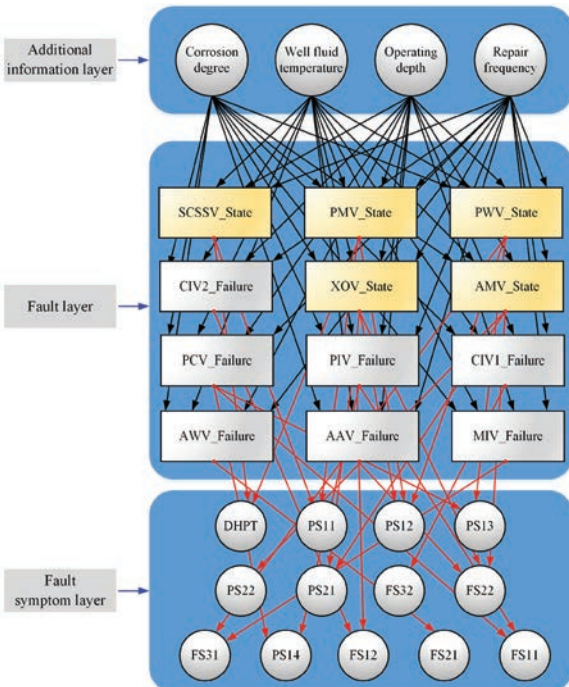 Additional
information layer
Corrosion
degree
Well fluid
temperature
Operating
depth
Repair
frequency
Fault layer
SCSSV_State
PMV_State
PWV_State
CIV2_Failure
XOV_State
AMV_State
PCV_Failure
PIV_Failure
CIV1_Failure
AWV_Failure
AAV_Failure
MIV_Failure
Fault
symptom layer
DHPT
PS11
PS12
PS13
PS22
PS21
FS32
FS22
FS31
PS14
FS12
FS21
FS11